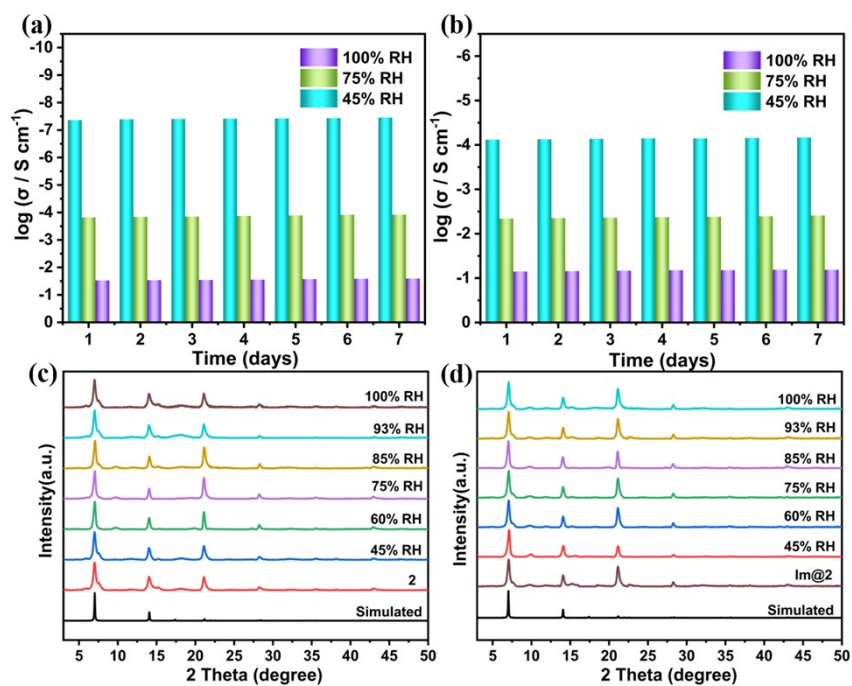 (a)
log (σ / S cm⁻¹)
-10
-9
-8
-7
-6
-5
-4
-3
-2
-1
0
100% RH
75% RH
45% RH
1 2 3 4 5 6 7
Time (days)
(b)
log (σ / S cm⁻¹)
-6
-5
-4
-3
-2
-1
0
100% RH
75% RH
45% RH
1 2 3 4 5 6 7
Time (days)
(c)
Intensity(a.u.)
100% RH
93% RH
85% RH
75% RH
60% RH
45% RH
2
Simulated
5 10 15 20 25 30 35 40 45 50
2 Theta (degree)
(d)
Intensity(a.u.)
100% RH
93% RH
85% RH
75% RH
60% RH
45% RH
Im@2
Simulated
5 10 15 20 25 30 35 40 45 50
2 Theta (degree)